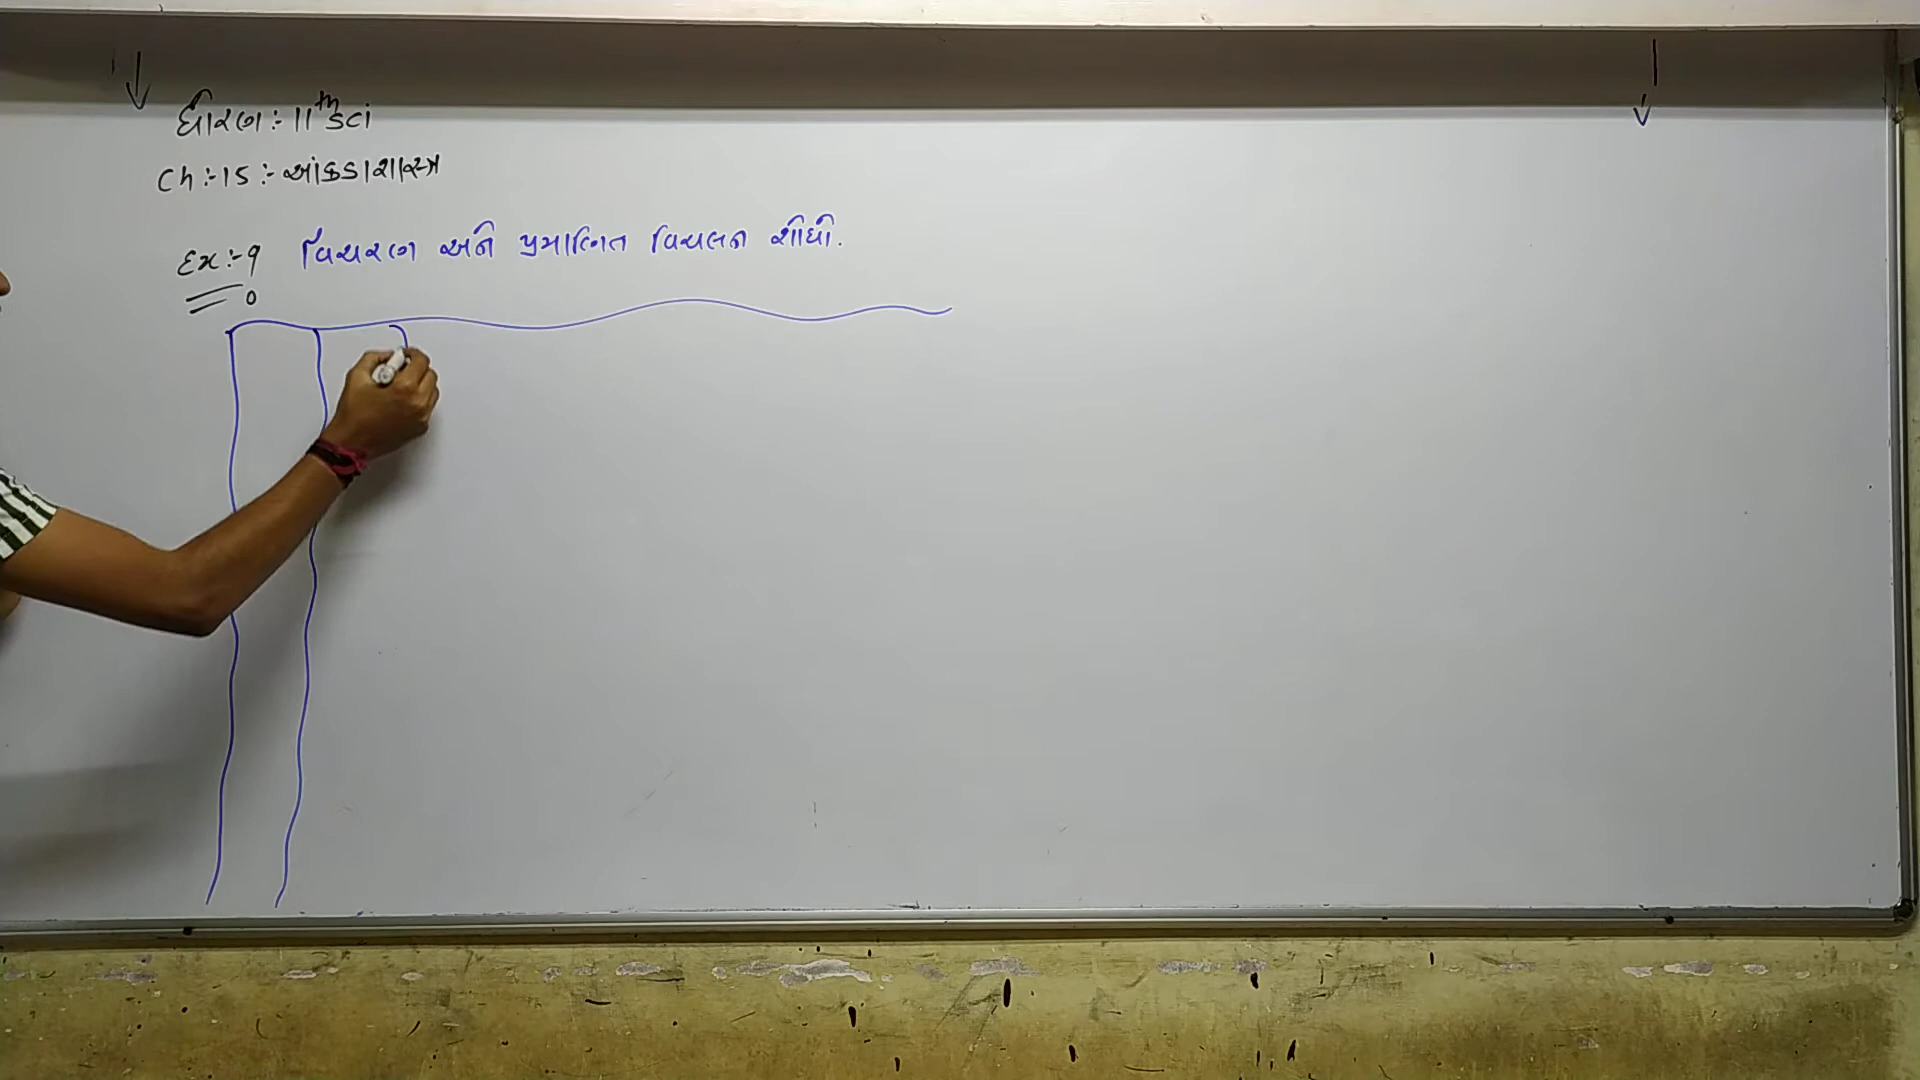 ધોરણ :- 11th sci
Ch :- 15 :- આંકડાશાસ્ત્ર
Ex :- 9 વિચરણ અને પ્રમાણિત વિચલન શોધો.